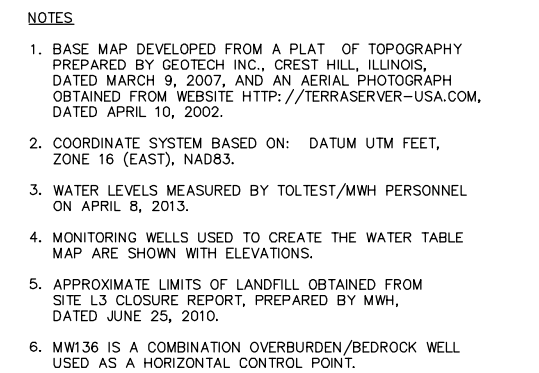 NOTES
1. BASE MAP DEVELOPED FROM A PLAT OF TOPOGRAPHY
PREPARED BY GEOTECH INC., CREST HILL, ILLINOIS,
DATED MARCH 9, 2007, AND AN AERIAL PHOTOGRAPH
OBTAINED FROM WEBSITE HTTP://TERRASERVER-USA.COM,
DATED APRIL 10, 2002.
2. COORDINATE SYSTEM BASED ON: DATUM UTM FEET,
ZONE 16 (EAST), NAD83.
3. WATER LEVELS MEASURED BY TOLTEST/MWH PERSONNEL
ON APRIL 8, 2013.
4. MONITORING WELLS USED TO CREATE THE WATER TABLE
MAP ARE SHOWN WITH ELEVATIONS.
5. APPROXIMATE LIMITS OF LANDFILL OBTAINED FROM
SITE L3 CLOSURE REPORT, PREPARED BY MWH,
DATED JUNE 25, 2010.
6. MW136 IS A COMBINATION OVERBURDEN/BEDROCK WELL
USED AS A HORIZONTAL CONTROL POINT.